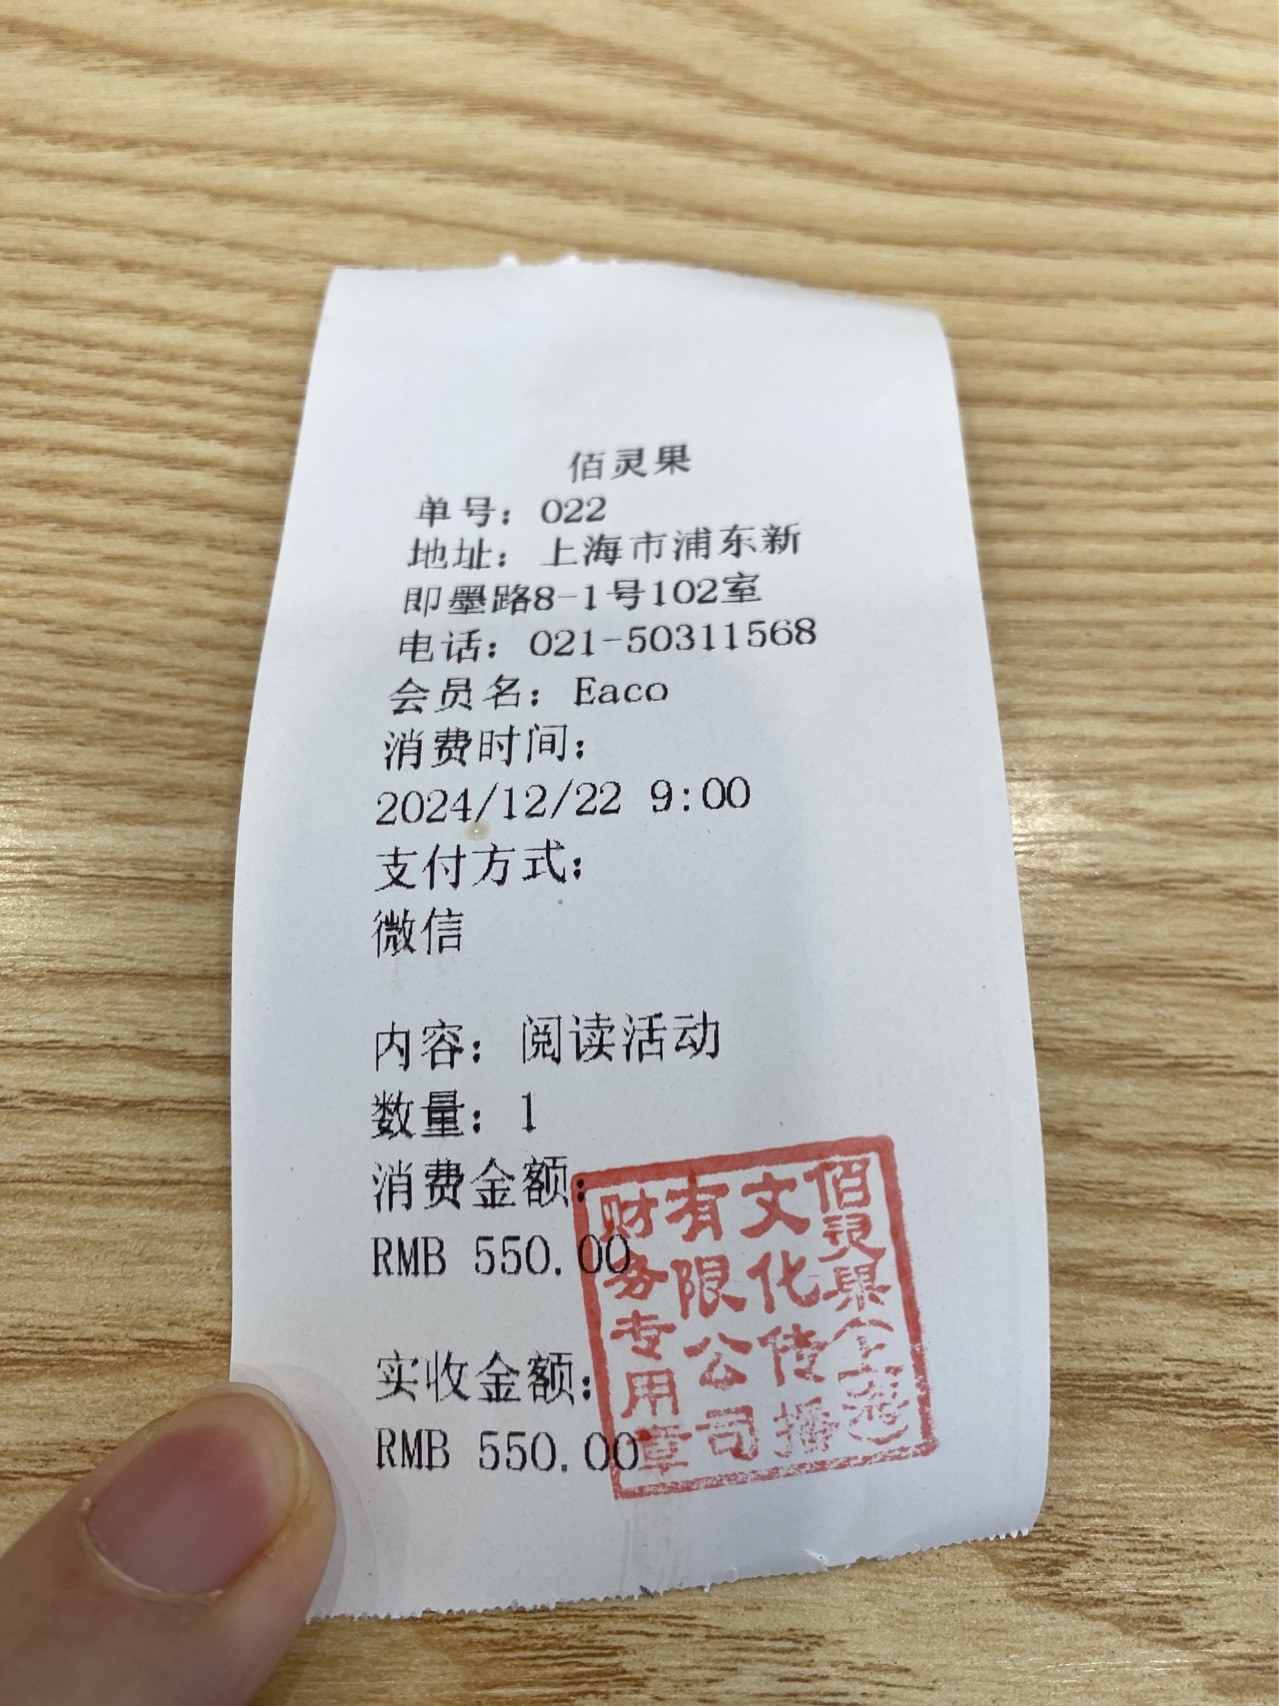 佰灵果
单号：022
地址：上海市浦东新
即墨路8-1号102室
电话：021-50311568
会员名：Eaco
消费时间：
2024/12/22 9:00
支付方式：
微信
内容：阅读活动
数量：1
消费金额：
RMB 550.00
实收金额：
RMB 550.00
佰灵果（上海）
文化传播
有限公司
财务专用章